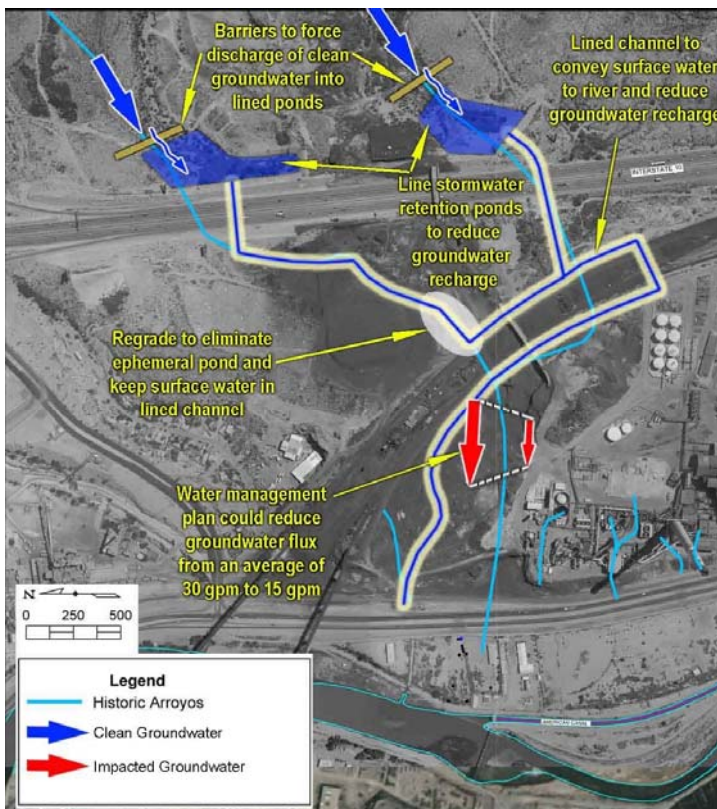 Barriers to force
discharge of clean
groundwater into
lined ponds
Lined channel to
convey surface water
to river and reduce
groundwater recharge
INTERSTATE 10
Line stormwater
retention ponds
to reduce
groundwater
recharge
Regrade to eliminate
ephemeral pond and
keep surface water in
lined channel
Water management
plan could reduce
groundwater flux
from an average of
30 gpm to 15 gpm
N
0 250 500
Legend
Historic Arroyos
Clean Groundwater
Impacted Groundwater
AMERICAN CANAL